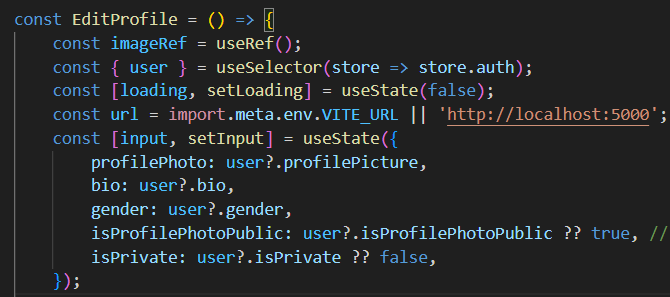 const EditProfile = () => {
    const imageRef = useRef();
    const { user } = useSelector(store => store.auth);
    const [loading, setLoading] = useState(false);
    const url = import.meta.env.VITE_URL || 'http://localhost:5000';
    const [input, setInput] = useState({
        profilePhoto: user?.profilePicture,
        bio: user?.bio,
        gender: user?.gender,
        isProfilePhotoPublic: user?.isProfilePhotoPublic ?? true, //
        isPrivate: user?.isPrivate ?? false,
    });